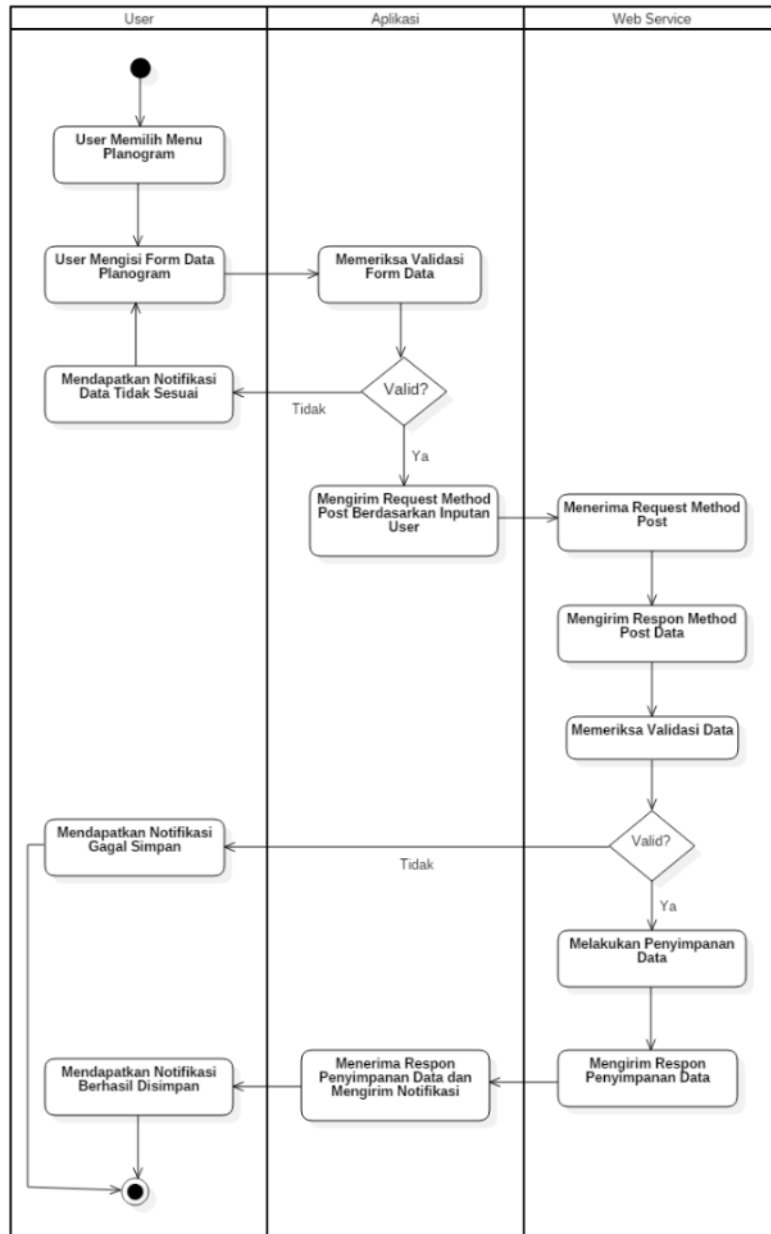 User
Aplikasi
Web Service
User Memilih Menu
Planogram
User Mengisi Form Data
Planogram
Memeriksa Validasi
Form Data
Mendapatkan Notifikasi
Data Tidak Sesuai
Valid?
Tidak
Ya
Mengirim Request Method
Post Berdasarkan Inputan
User
Menerima Request Method
Post
Mengirim Respon Method
Post Data
Memeriksa Validasi Data
Mendapatkan Notifikasi
Gagal Simpan
Valid?
Tidak
Ya
Melakukan Penyimpanan
Data
Mendapatkan Notifikasi
Berhasil Disimpan
Menerima Respon
Penyimpanan Data dan
Mengirim Notifikasi
Mengirim Respon
Penyimpanan Data